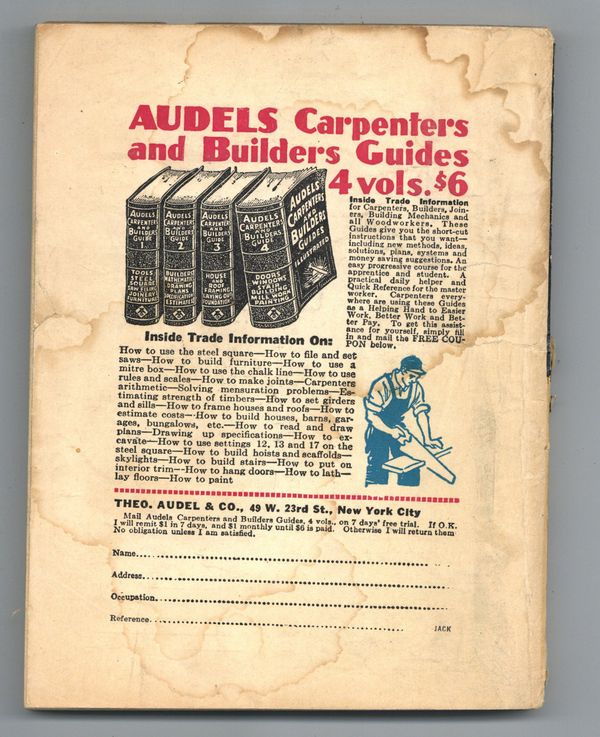 AUDELS Carpenters
and Builders Guides
4 vols. $6
AUDELS
CARPENTERS
AND
BUILDERS
GUIDE
1
TOOLS
STEEL
SQUARE
SAW FILING
JOINERY
FURNITURE
AUDELS
CARPENTERS
AND
BUILDERS
GUIDE
2
BUILDERS
MATHEMATICS
DRAWING
PLANS
SPECIFICATIONS
ESTIMATES
AUDELS
CARPENTERS
AND
BUILDERS
GUIDE
3
HOUSE
AND
ROOF
FRAMING
LAYING OUT
FOUNDATIONS
AUDELS
CARPENTERS
AND
BUILDERS
GUIDE
4
DOORS
WINDOWS
STAIR
BUILDING
MILL WORK
PAINTING
AUDELS
CARPENTERS
AND
BUILDERS
GUIDES
ILLUSTRATED
Inside Trade Information
for Carpenters, Builders, Join-
ers, Building Mechanics and
all Woodworkers. These
Guides give you the short-cut
instructions that you want—
including new methods, ideas,
solutions, plans, systems and
money saving suggestions. An
easy progressive course for the
apprentice and student. A
practical daily helper and
Quick Reference for the master
worker. Carpenters every-
where are using these Guides
as a Helping Hand to Easier
Work, Better Work and Bet-
ter Pay. To get this assist-
ance for yourself, simply fill
in and mail the FREE COU-
PON below.
Inside Trade Information On:
How to use the steel square—How to file and set
saws—How to build furniture—How to use a
mitre box—How to use the chalk line—How to use
rules and scales—How to make joints—Carpenters
arithmetic—Solving mensuration problems—Es-
timating strength of timbers—How to set girders
and sills—How to frame houses and roofs—How to
estimate costs—How to build houses, barns, gar-
ages, bungalows, etc.—How to read and draw
plans—Drawing up specifications—How to ex-
cavate—How to use settings 12, 13 and 17 on the
steel square—How to build hoists and scaffolds—
skylights—How to build stairs—How to put on
interior trim—How to hang doors—How to lath—
lay floors—How to paint
THEO. AUDEL & CO., 49 W. 23rd St., New York City
Mail Audels Carpenters and Builders Guides, 4 vols., on 7 days' free trial. If O.K.
I will remit $1 in 7 days, and $1 monthly until $6 is paid. Otherwise I will return them
No obligation unless I am satisfied.
Name
Address
Occupation
Reference
JACK